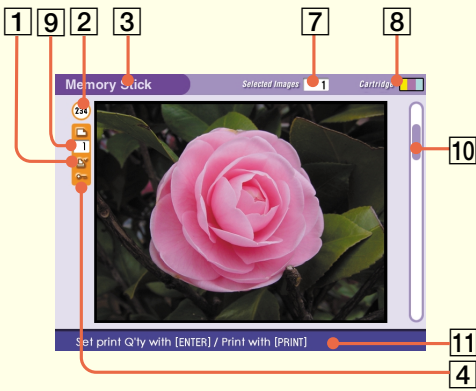 1 9 2 3 7 8
Memory Stick Selected Images 1 Cartridge
234
1
10
Set print Q'ty with [ENTER] / Print with [PRINT]
11
4